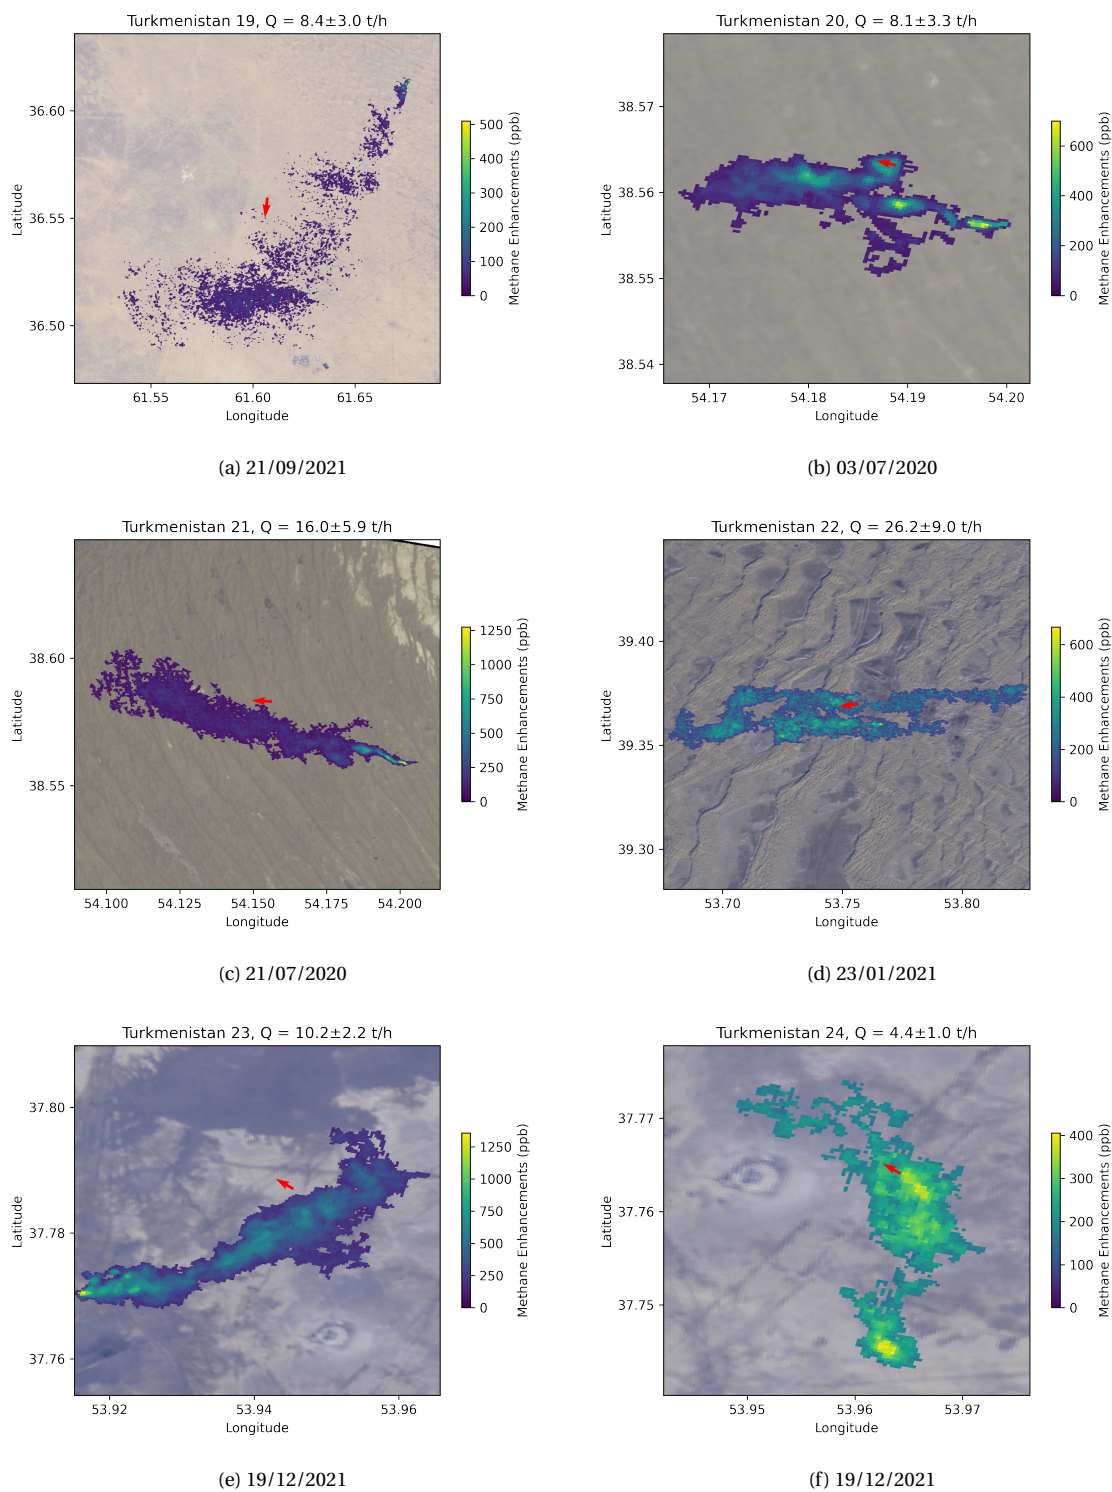 Turkmenistan 19, Q = 8.4±3.0 t/h
Latitude
36.60
36.55
36.50
61.55 61.60 61.65
Longitude
500
400
300
200
100
0
Methane Enhancements (ppb)
(a) 21/09/2021
Turkmenistan 20, Q = 8.1±3.3 t/h
Latitude
38.57
38.56
38.55
38.54
54.17 54.18 54.19 54.20
Longitude
600
400
200
0
Methane Enhancements (ppb)
(b) 03/07/2020
Turkmenistan 21, Q = 16.0±5.9 t/h
Latitude
38.60
38.55
54.100 54.125 54.150 54.175 54.200
Longitude
1250
1000
750
500
250
0
Methane Enhancements (ppb)
(c) 21/07/2020
Turkmenistan 22, Q = 26.2±9.0 t/h
Latitude
39.40
39.35
39.30
53.70 53.75 53.80
Longitude
600
400
200
0
Methane Enhancements (ppb)
(d) 23/01/2021
Turkmenistan 23, Q = 10.2±2.2 t/h
Latitude
37.80
37.78
37.76
53.92 53.94 53.96
Longitude
1250
1000
750
500
250
0
Methane Enhancements (ppb)
(e) 19/12/2021
Turkmenistan 24, Q = 4.4±1.0 t/h
Latitude
37.77
37.76
37.75
53.95 53.96 53.97
Longitude
400
300
200
100
0
Methane Enhancements (ppb)
(f) 19/12/2021